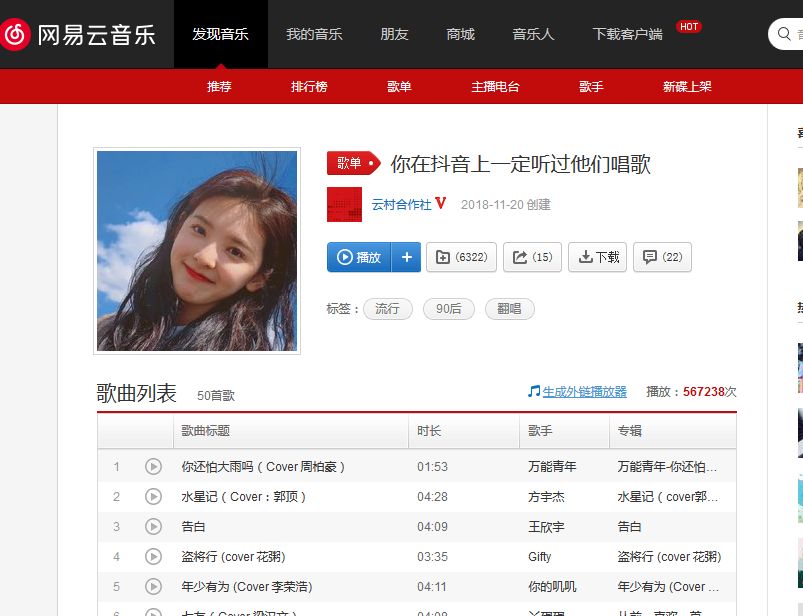 网易云音乐 发现音乐 我的音乐 朋友 商城 音乐人 下载客户端 HOT
推荐 排行榜 歌单 主播电台 歌手 新碟上架
歌单 你在抖音上一定听过他们唱歌
云村合作社 V 2018-11-20 创建
播放 + (6322) (15) 下载 (22)
标签：流行 90后 翻唱
歌曲列表 50首歌 生成外链播放器 播放：567238次
歌曲标题 时长 歌手 专辑
1 你还怕大雨吗（Cover 周柏豪） 01:53 万能青年 万能青年-你还怕...
2 水星记（Cover：郭顶） 04:28 方宇杰 水星记（cover郭...
3 告白 04:09 王欣宇 告白
4 盗将行 (cover 花粥) 03:35 Gifty 盗将行 (cover 花粥)
5 年少有为 (Cover 李荣浩) 04:11 你的叽叽 年少有为 (Cover ...